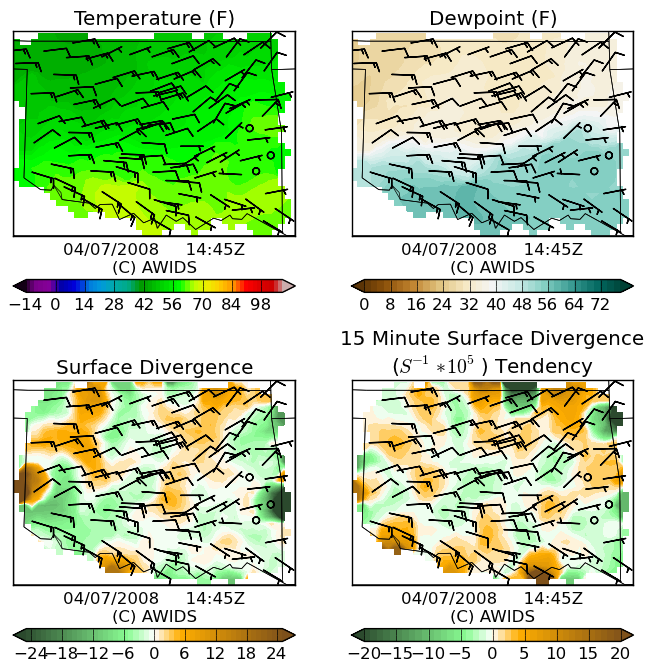 Temperature (F)
Dewpoint (F)
04/07/2008 14:45Z
(C) AWIDS
04/07/2008 14:45Z
(C) AWIDS
−14 0 14 28 42 56 70 84 98
0 8 16 24 32 40 48 56 64 72
Surface Divergence
15 Minute Surface Divergence
(S⁻¹ *10⁵ ) Tendency
04/07/2008 14:45Z
(C) AWIDS
04/07/2008 14:45Z
(C) AWIDS
−24 −18 −12 −6 0 6 12 18 24
−20 −15 −10 −5 0 5 10 15 20